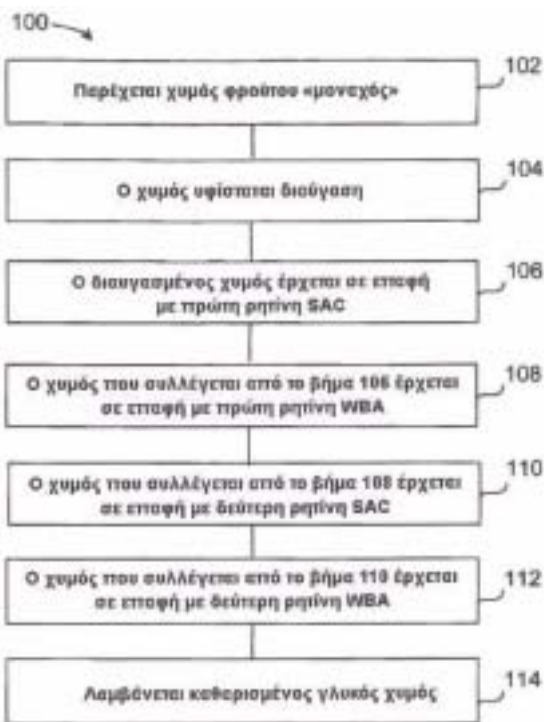 100
102
Παρέχεται χυμός φρούτου «μοναχός»
104
Ο χυμός υφίσταται διαύγαση
106
Ο διαυγασμένος χυμός έρχεται σε επαφή
με πρώτη ρητίνη SAC
108
Ο χυμός που συλλέγεται από το βήμα 106 έρχεται
σε επαφή με πρώτη ρητίνη WBA
110
Ο χυμός που συλλέγεται από το βήμα 108 έρχεται
σε επαφή με δεύτερη ρητίνη SAC
112
Ο χυμός που συλλέγεται από το βήμα 110 έρχεται
σε επαφή με δεύτερη ρητίνη WBA
114
Λαμβάνεται καθαρισμένος γλυκός χυμός